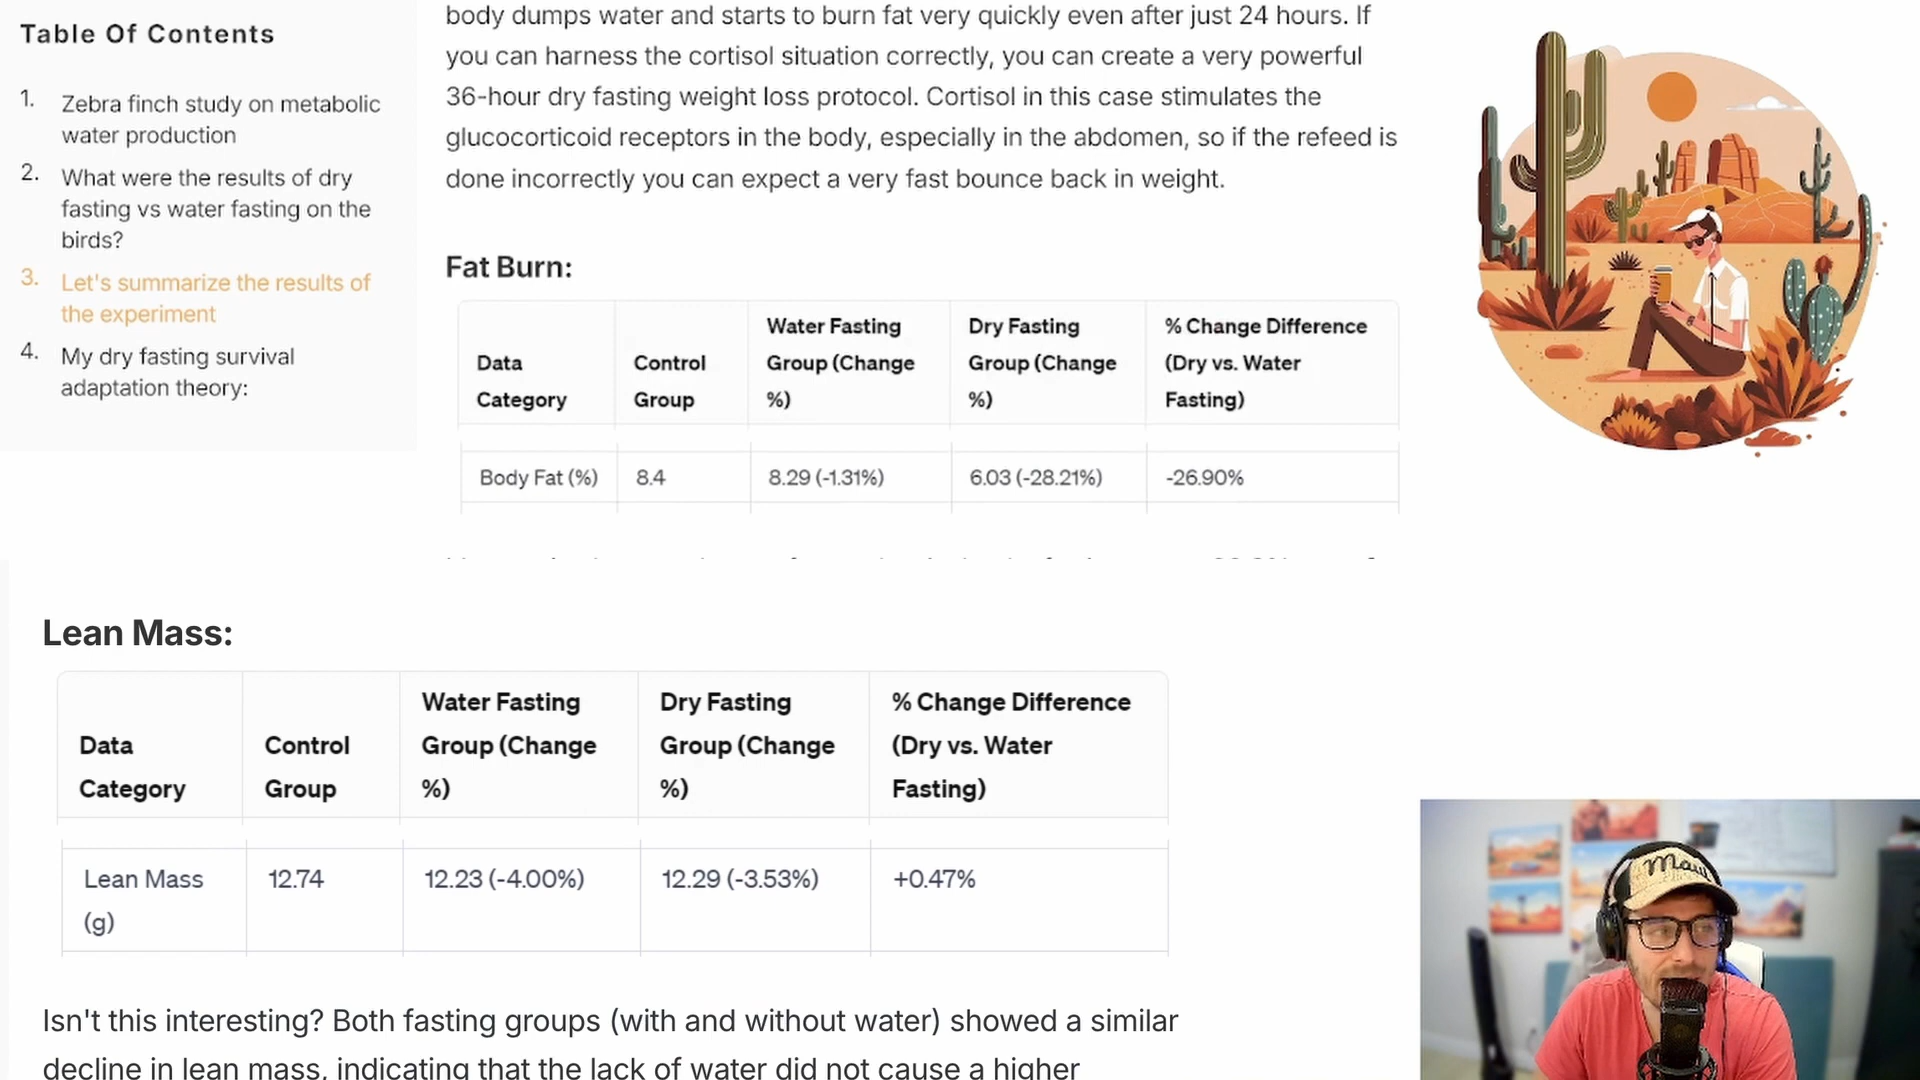 Table Of Contents
1. Zebra finch study on metabolic
water production
2. What were the results of dry
fasting vs water fasting on the
birds?
3. Let's summarize the results of
the experiment
4. My dry fasting survival
adaptation theory:
body dumps water and starts to burn fat very quickly even after just 24 hours. If
you can harness the cortisol situation correctly, you can create a very powerful
36-hour dry fasting weight loss protocol. Cortisol in this case stimulates the
glucocorticoid receptors in the body, especially in the abdomen, so if the refeed is
done incorrectly you can expect a very fast bounce back in weight.
Fat Burn:
Data Category | Control Group | Water Fasting Group (Change %) | Dry Fasting Group (Change %) | % Change Difference (Dry vs. Water Fasting)
Body Fat (%) | 8.4 | 8.29 (-1.31%) | 6.03 (-28.21%) | -26.90%
Lean Mass:
Data Category | Control Group | Water Fasting Group (Change %) | Dry Fasting Group (Change %) | % Change Difference (Dry vs. Water Fasting)
Lean Mass (g) | 12.74 | 12.23 (-4.00%) | 12.29 (-3.53%) | +0.47%
Isn't this interesting? Both fasting groups (with and without water) showed a similar
decline in lean mass, indicating that the lack of water did not cause a higher
Maui